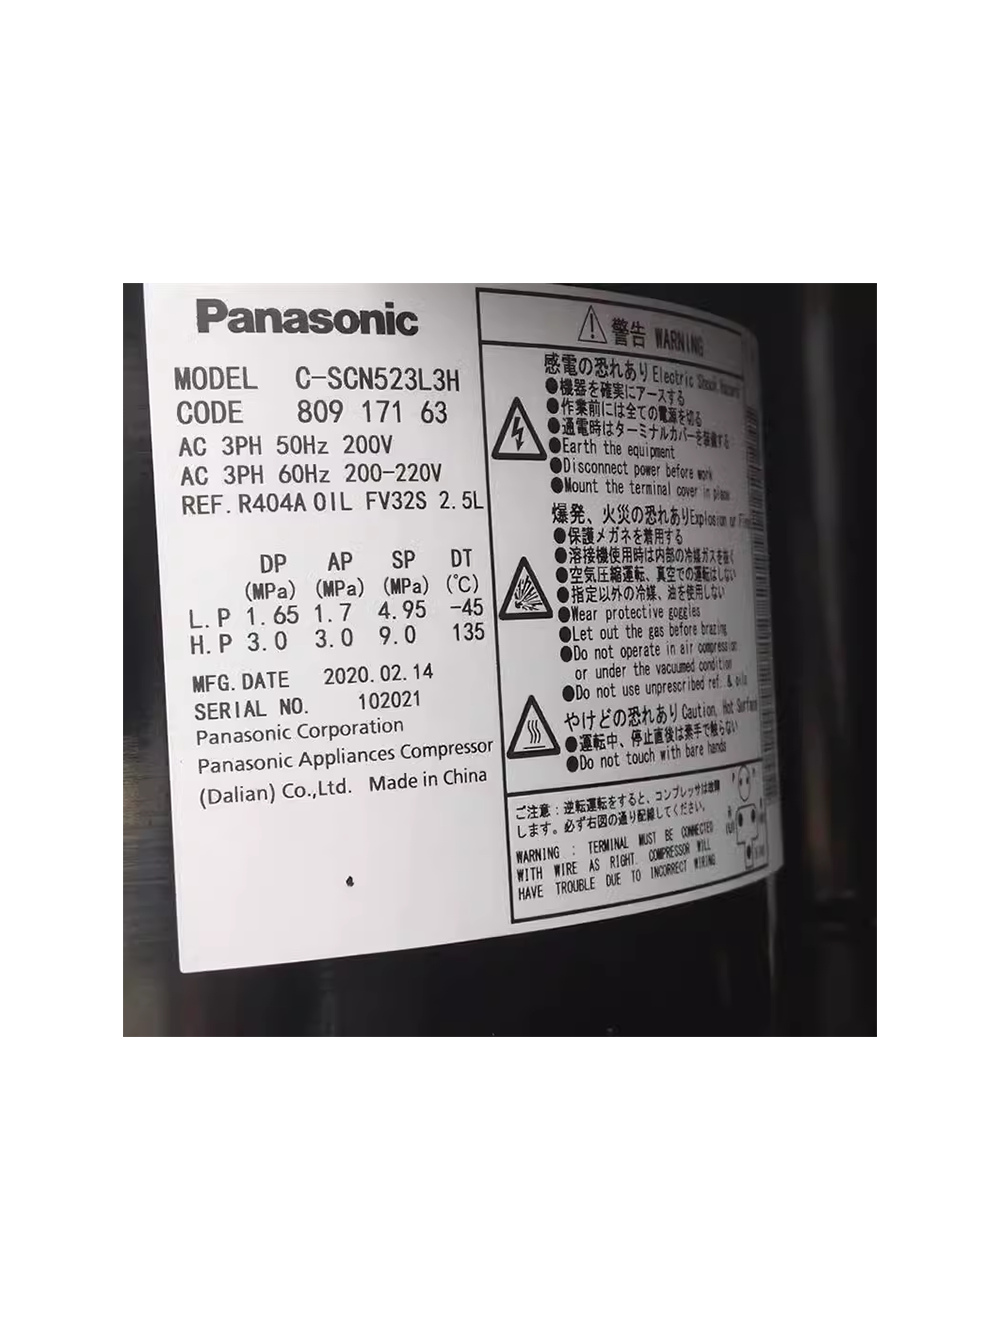 Panasonic
MODEL C-SCN523L3H
CODE 809 171 63
AC 3PH 50Hz 200V
AC 3PH 60Hz 200-220V
REF. R404A OIL FV32S 2.5L
DP AP SP DT
(MPa) (MPa) (MPa) (℃)
L.P 1.65 1.7 4.95 -45
H.P 3.0 3.0 9.0 135
MFG. DATE 2020.02.14
SERIAL NO. 102021
Panasonic Corporation
Panasonic Appliances Compressor
(Dalian) Co.,Ltd. Made in China
警告 WARNING
感電の恐れあり Electric Shock Hazard
●機器を確実にアースする
●作業前には全ての電源を切る
●通電時はターミナルカバーを装着する
●Earth the equipment
●Disconnect power before work
●Mount the terminal cover in place
爆発、火災の恐れあり Explosion or
●保護メガネを着用する
●溶接機使用時は内部の冷媒ガスを抜く
●空気圧縮運転、真空での運転はしない
●指定以外の冷媒、油を使用しない
●Wear protective goggles
●Let out the gas before brazing
●Do not operate in air compression
or under the vacuumed condition
●Do not use unprescribed ref. & oils
やけどの恐れあり Caution, Hot Surface
●運転中、停止直後は素手で触らない
●Do not touch with bare hands
ご注意：逆転運転をすると、コンプレッサは故障
します。必ず右図の通り配線してください。
WARNING : TERMINAL MUST BE CONNECTED
WITH WIRE AS RIGHT. COMPRESSOR WILL
HAVE TROUBLE DUE TO INCORRECT WIRING